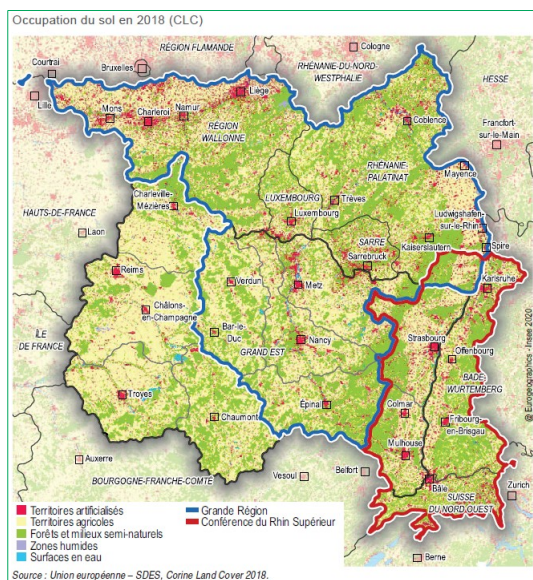 Occupation du sol en 2018 (CLC)
RÉGION FLAMANDE
Cologne
Courtrai
Bruxelles
RHÉNANIE-DU-NORD-
WESTPHALIE
HESSE
Lille
Liège
Mons
Charleroi
Namur
RÉGION
WALLONNE
Coblence
Francfort-
sur-le-Main
RHÉNANIE-
PALATINAT
Mayence
Charleville-
Mézières
LUXEMBOURG
Trèves
HAUTS-DE-FRANCE
Luxembourg
Ludwigshafen-
sur-le-Rhin
Laon
SARRE
Kaiserslautern
Spire
Sarrebruck
Reims
Verdun
Metz
Karlsruhe
Châlons-
en-Champagne
ÎLE
DE FRANCE
Bar-le-
Duc
GRAND EST
Nancy
Strasbourg
Offenbourg
BADE-
WURTEMBERG
Troyes
Chaumont
Épinal
Colmar
Fribourg-
en-Brisgau
Mulhouse
Auxerre
BOURGOGNE-FRANCHE-COMTÉ
Vesoul
Belfort
Bâle
Zurich
SUISSE
DU NORD OUEST
Berne
© Eurogeographics - Insee 2020
Territoires artificialisés
Territoires agricoles
Forêts et milieux semi-naturels
Zones humides
Surfaces en eau
Grande Région
Conférence du Rhin Supérieur
Source : Union européenne – SDES, Corine Land Cover 2018.